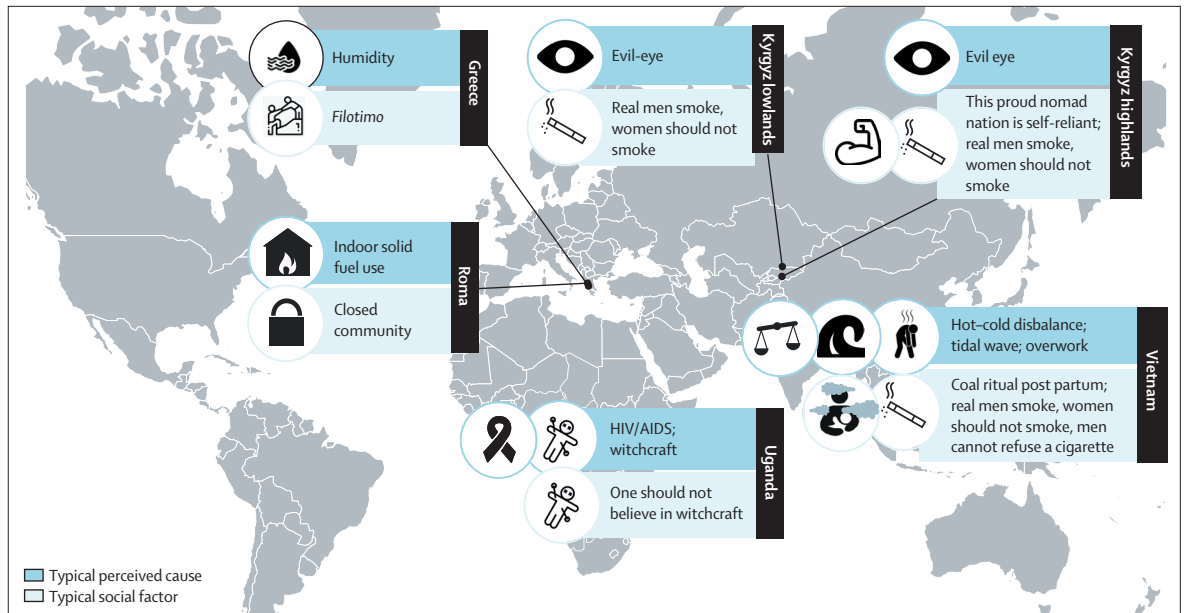 Greece
Humidity
Filotimo
Kyrgyz lowlands
Evil-eye
Real men smoke,
women should not
smoke
Kyrgyz highlands
Evil eye
This proud nomad
nation is self-reliant;
real men smoke,
women should not
smoke
Roma
Indoor solid
fuel use
Closed
community
Vietnam
Hot–cold disbalance;
tidal wave; overwork
Coal ritual post partum;
real men smoke, women
should not smoke, men
cannot refuse a cigarette
Uganda
HIV/AIDS;
witchcraft
One should not
believe in witchcraft
Typical perceived cause
Typical social factor